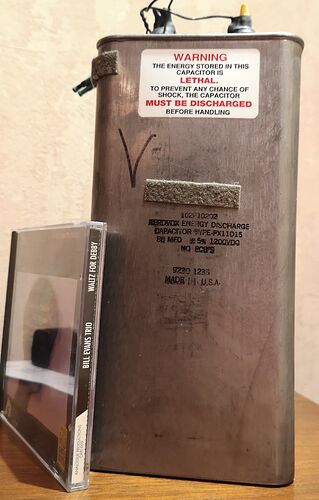 WARNING
THE ENERGY STORED IN THIS
CAPACITOR IS
LETHAL.
TO PREVENT ANY CHANCE OF
SHOCK, THE CAPACITOR
MUST BE DISCHARGED
BEFORE HANDLING
V
AEROVOX ENERGY DISCHARGE
CAPACITOR TYPE-PX11D15
MFD ± 5% 1200VDC
NO PCB'S
MADE IN U.S.A.
BILL EVANS TRIO
WALTZ FOR DEBBY